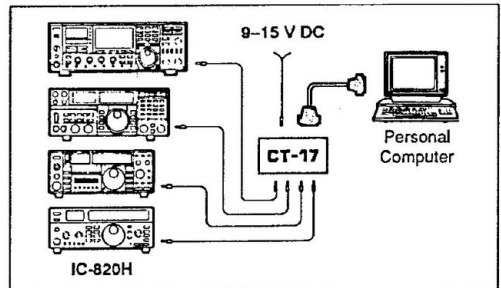 9–15 V DC
CT-17
Personal
Computer
IC-820H